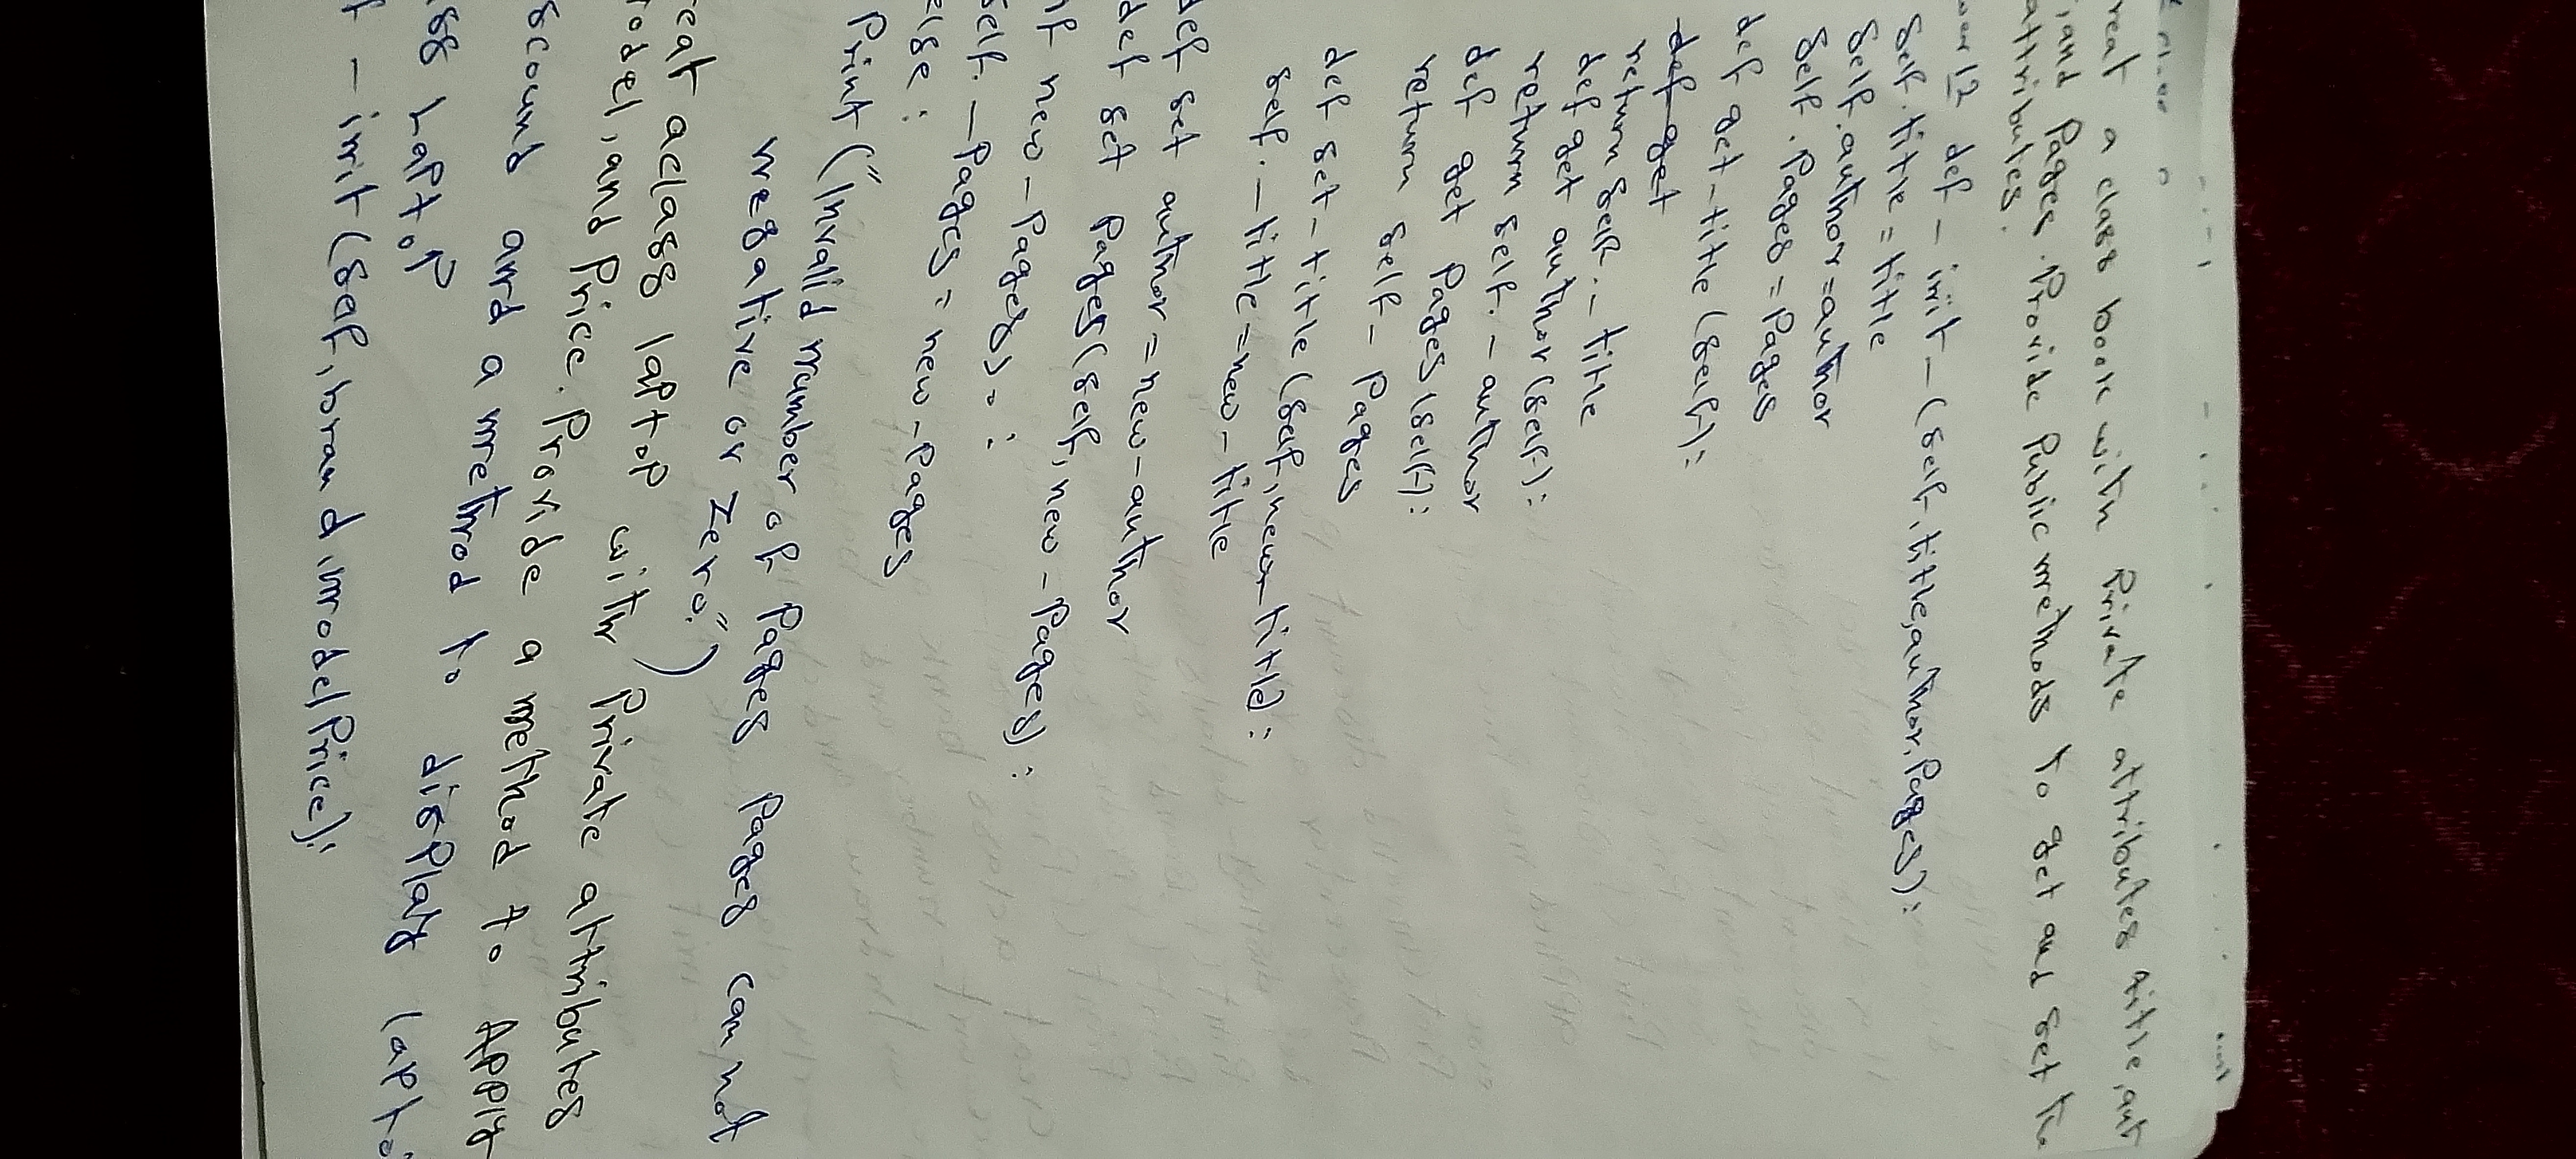 reat a class book with Private attributes title, aut
, and Pages. Provide Public methods to get and set the
attributes.
def - init - (self, title, author, Pages):
self. title = title
self. author = author
self. Pages = Pages
def get - title (self):
def get
return self. - title
def get author (self):
return self. - author
def get Pages (self):
return self - Pages
def set - title (self, new - title):
self. - title = new - title
def set author = new - author
def set Pages (self, new - Pages):
if new - Pages > 0 :
self. - Pages = new - Pages
else :
Print ("Invalid number of Pages Pages can not
negative or zero.")
reat a class laptop with Private attributes
model, and Price. Provide a method to Apply
scound and a method to display lapto
ss Laptop
f - init (self, brand, model Price):